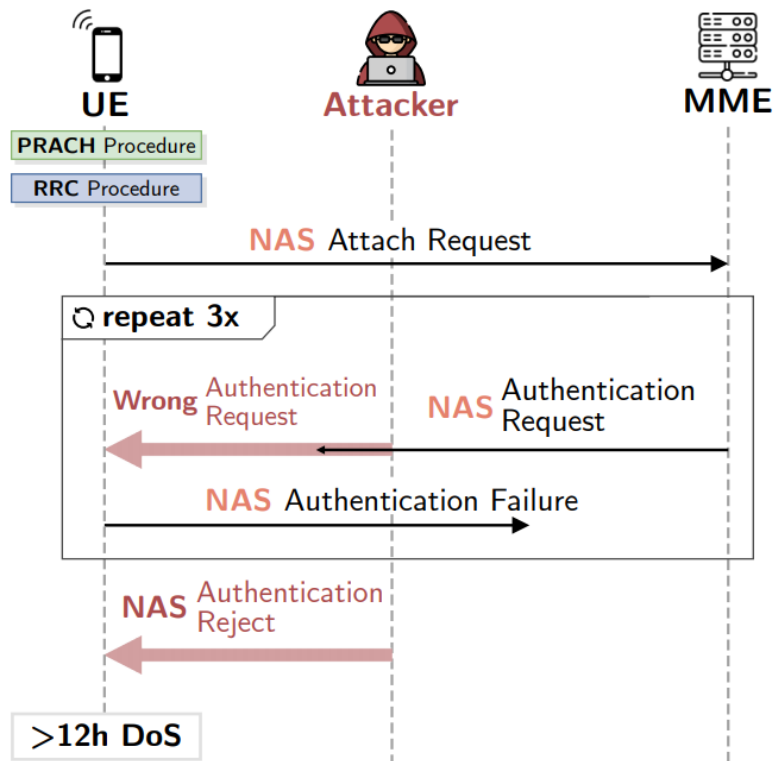 UE
Attacker
MME
PRACH Procedure
RRC Procedure
NAS Attach Request
repeat 3x
Wrong Authentication
Request
NAS Authentication
Request
NAS Authentication Failure
NAS Authentication
Reject
>12h DoS